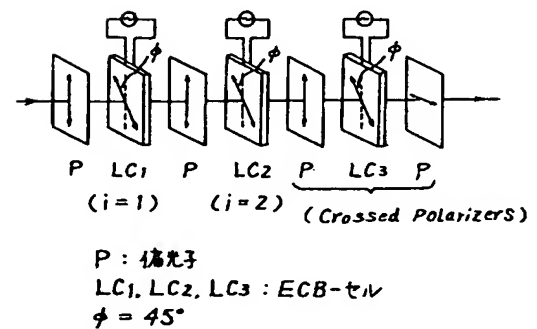 φ φ φ
P LC1 P LC2 P LC3 P
(i=1) (i=2) (Crossed Polarizers)
P : 偏光子
LC1, LC2, LC3 : ECB-セル
φ = 45°